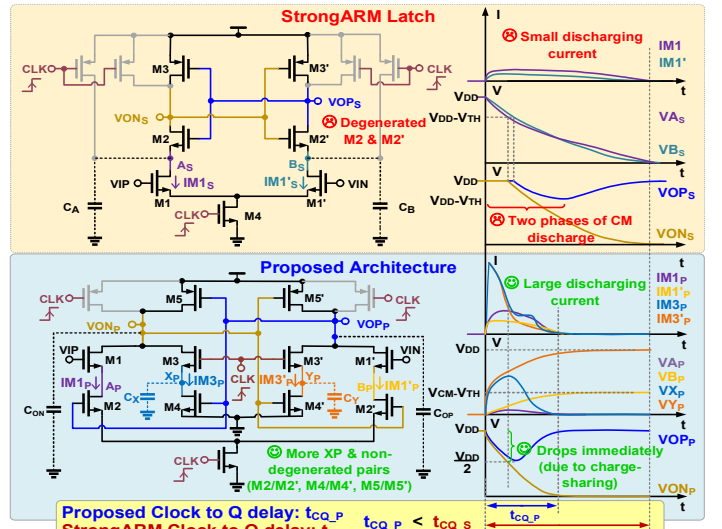 StrongARM Latch
CLK
M3
M3'
CLK
VONS
VOPS
M2
M2'
Degenerated
M2 & M2'
AS
BS
VIP
IM1S
IM1'S
VIN
M1
M1'
CA
CLK
M4
CB
I
Small discharging
current
IM1
IM1'
t
V
VDD
VDD-VTH
VAS
VBS
t
V
VDD
VOPS
VDD-VTH
Two phases of CM
discharge
VONS
t
Proposed Architecture
CLK
M5
M5'
CLK
VONP
VOPP
VIP
M1
M3
M3'
M1'
VIN
CLK
IM1P
AP
XP
IM3P
IM3'P
YP
BP
IM1'P
CX
CY
M2
M4
M4'
M2'
CON
COP
CLK
More XP & non-
degenerated pairs
(M2/M2', M4/M4', M5/M5')
I
Large discharging
current
IM1P
IM1'P
IM3P
IM3'P
t
V
VDD
VCM-VTH
VAP
VBP
VXP
VYP
t
V
VDD
VOPP
VDD
2
Drops immediately
(due to charge-
sharing)
VONP
t
tCQ_P
Proposed Clock to Q delay: tCQ_P
StrongARM Clock to Q delay: t
tCQ_P < tCQ_S